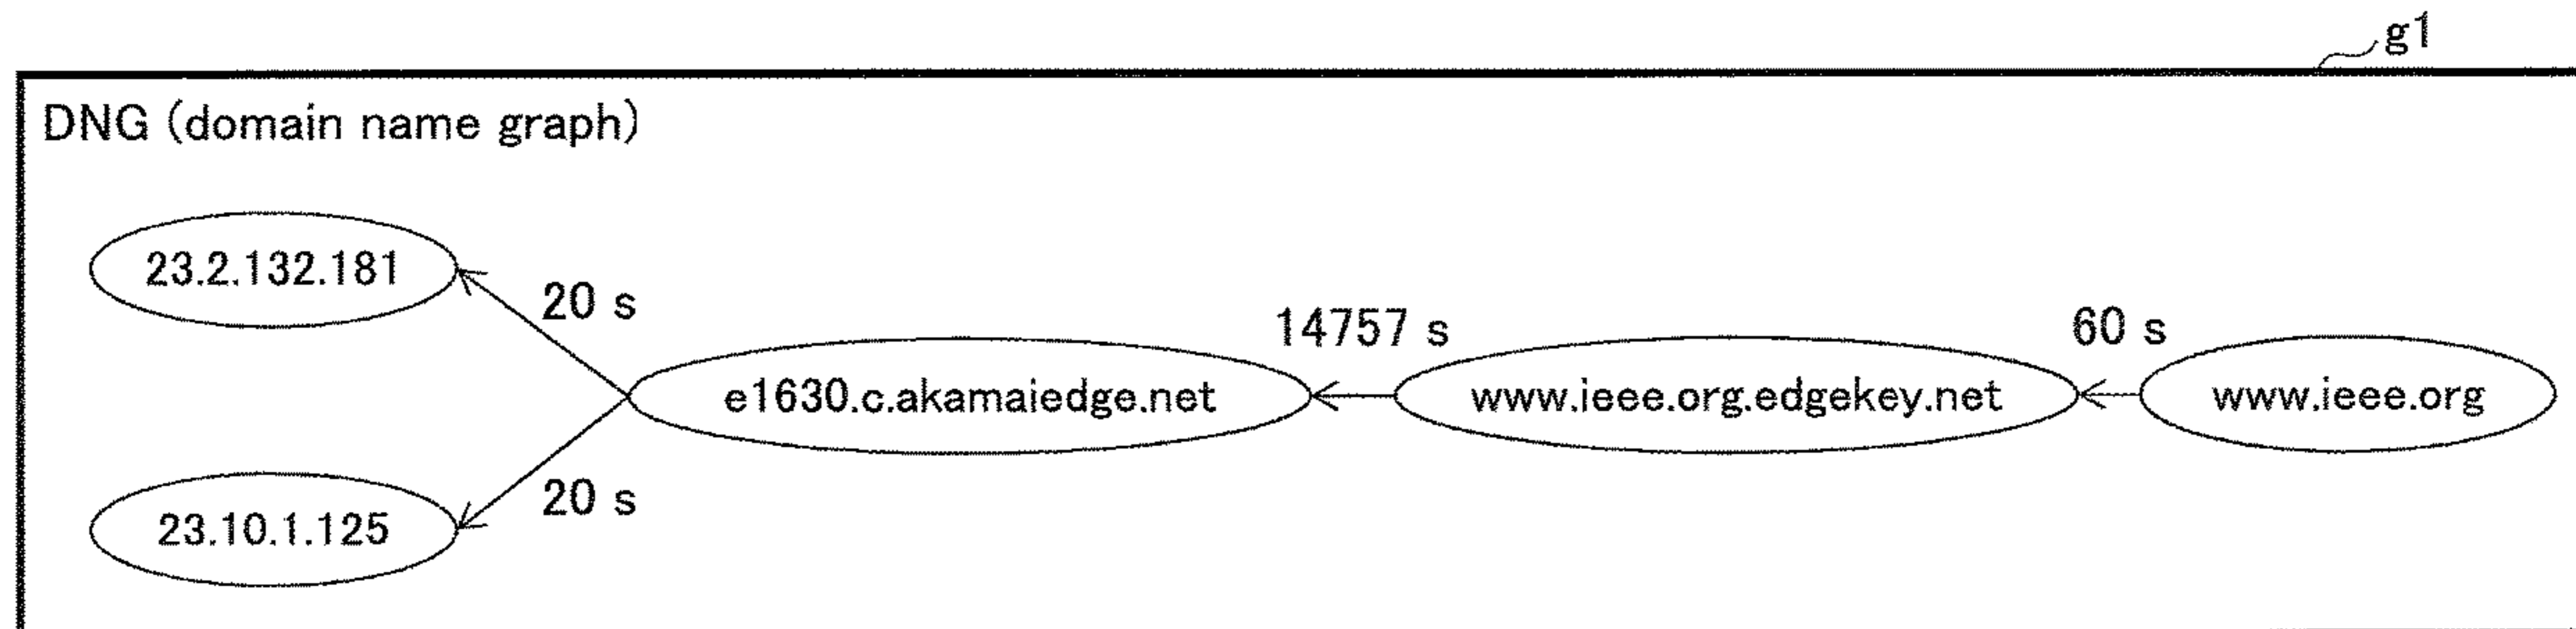 g1
DNG (domain name graph)
23.2.132.181
20 s
14757 s
60 s
e1630.c.akamaiedge.net
www.ieee.org.edgekey.net
www.ieee.org
20 s
23.10.1.125